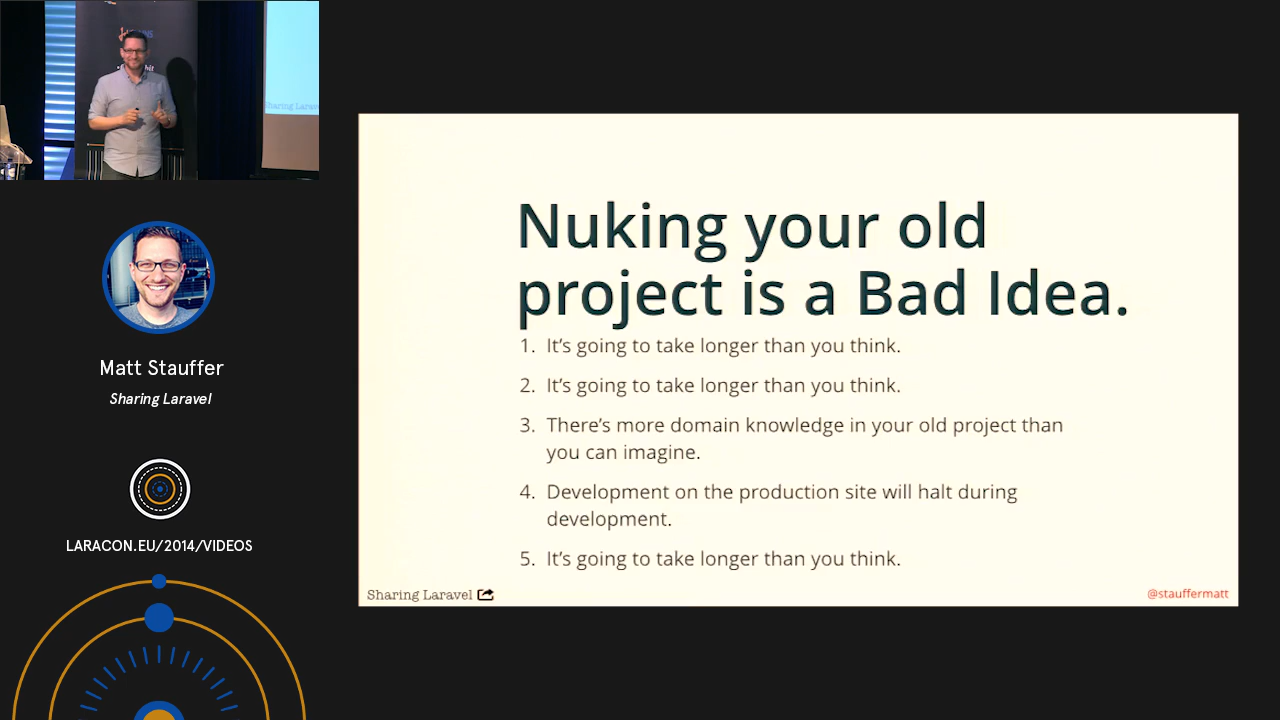 Sharing Laravel
Matt Stauffer
Sharing Laravel
LARACON.EU/2014/VIDEOS
Nuking your old
project is a Bad Idea.
1. It's going to take longer than you think.
2. It's going to take longer than you think.
3. There's more domain knowledge in your old project than
you can imagine.
4. Development on the production site will halt during
development.
5. It's going to take longer than you think.
Sharing Laravel
@stauffermatt